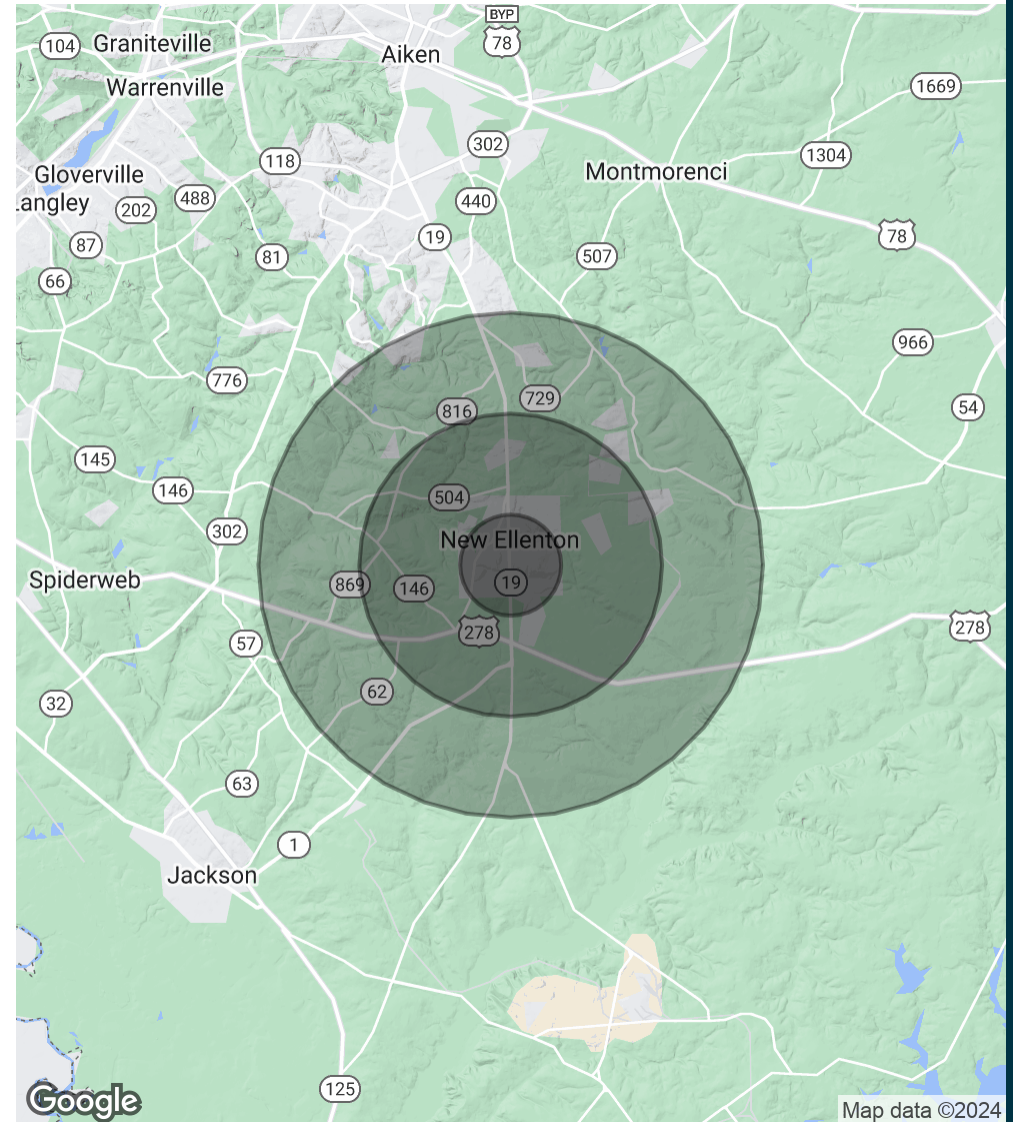 BYP
78
104
Graniteville
Aiken
Warrenville
1669
302
1304
118
Montmorenci
Gloverville
488
440
Langley
202
19
78
87
81
507
66
966
776
729
54
816
145
146
504
302
New Ellenton
Spiderweb
869
146
19
278
278
57
62
32
63
1
Jackson
125
Google
Map data ©2024